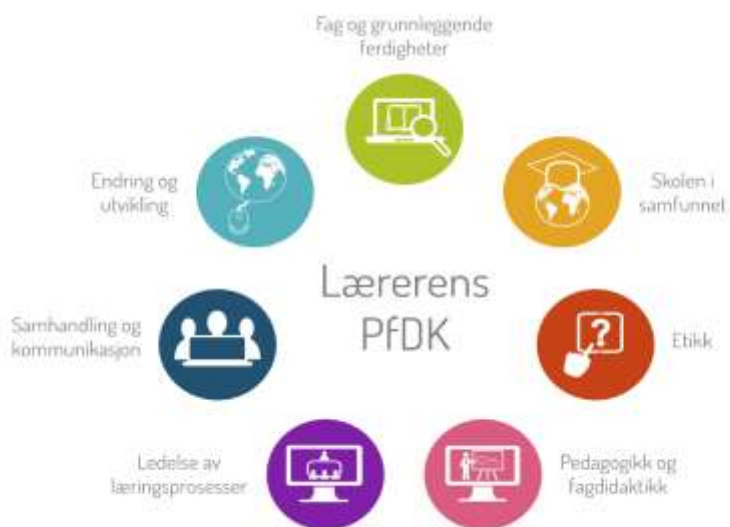 Fag og grunnleggende
ferdigheter
Endring og
utvikling
Skolen i
samfunnet
Lærerens
PfDK
Samhandling og
kommunikasjon
?
Etikk
Ledelse av
læringsprosesser
Pedagogikk og
fagdidaktikk